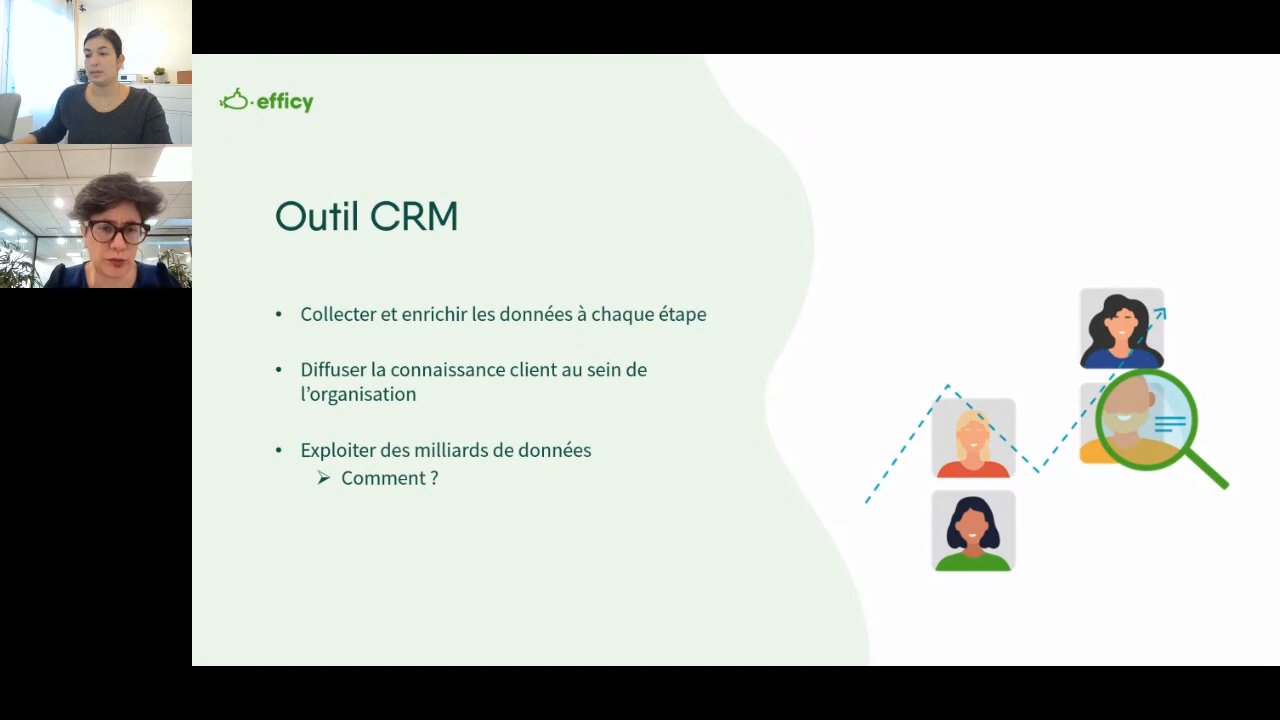 efficy
Outil CRM
• Collecter et enrichir les données à chaque étape
• Diffuser la connaissance client au sein de
l'organisation
• Exploiter des milliards de données
➢ Comment ?